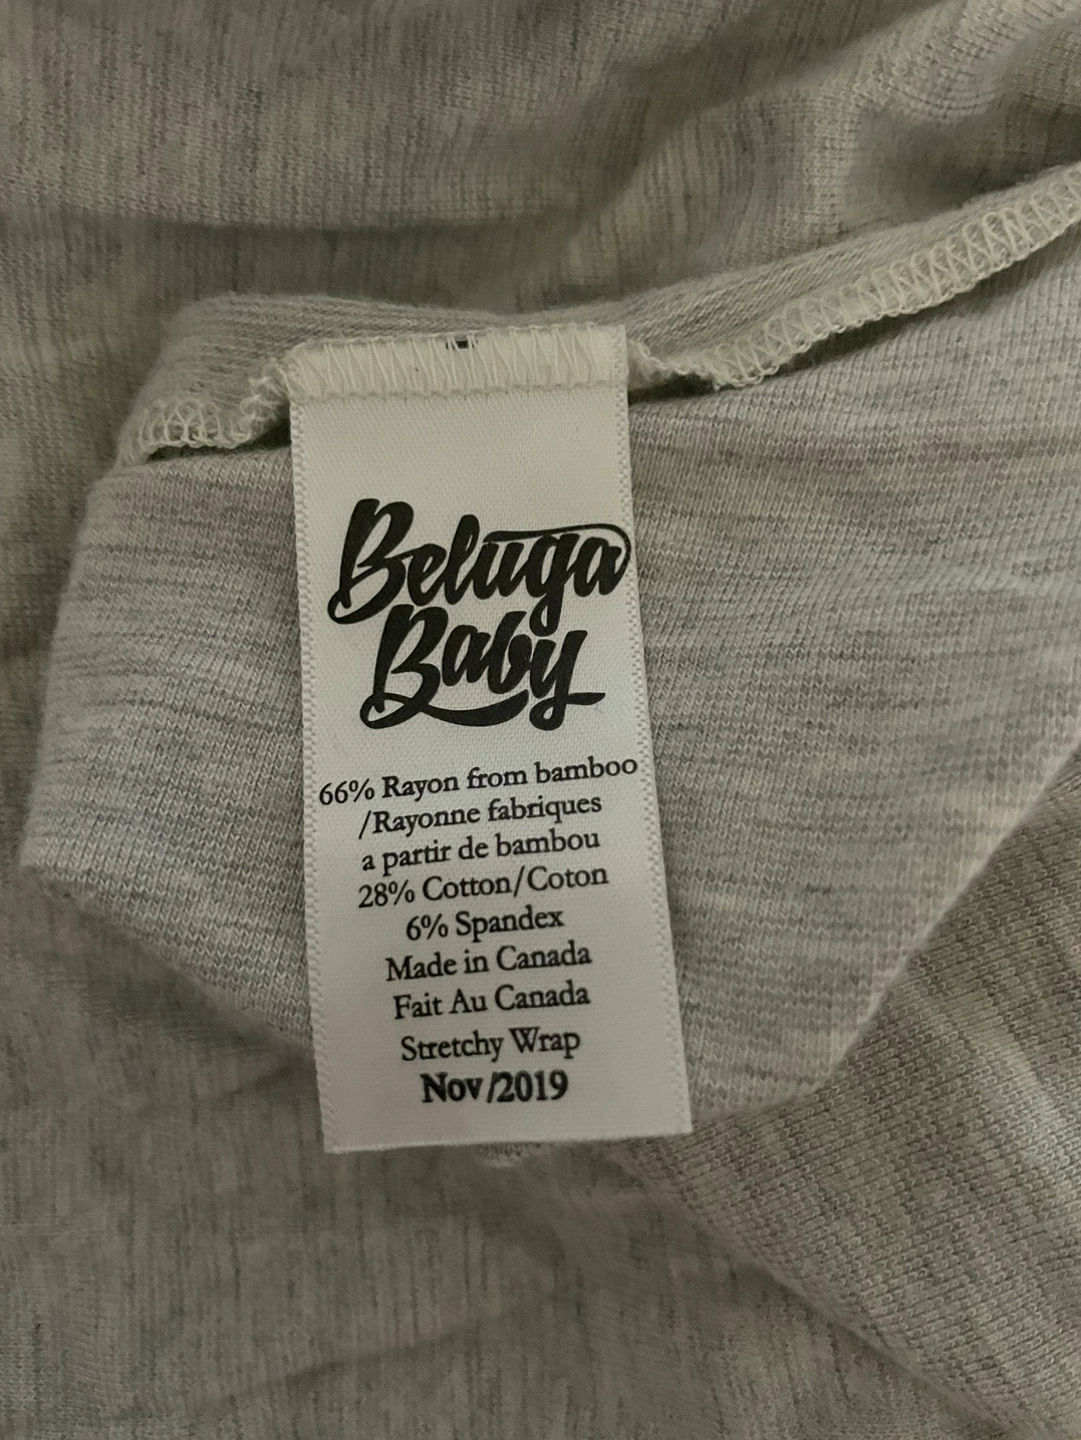 Beluga
Baby
66% Rayon from bamboo
/Rayonne fabriques
a partir de bambou
28% Cotton/Coton
6% Spandex
Made in Canada
Fait Au Canada
Stretchy Wrap
Nov/2019